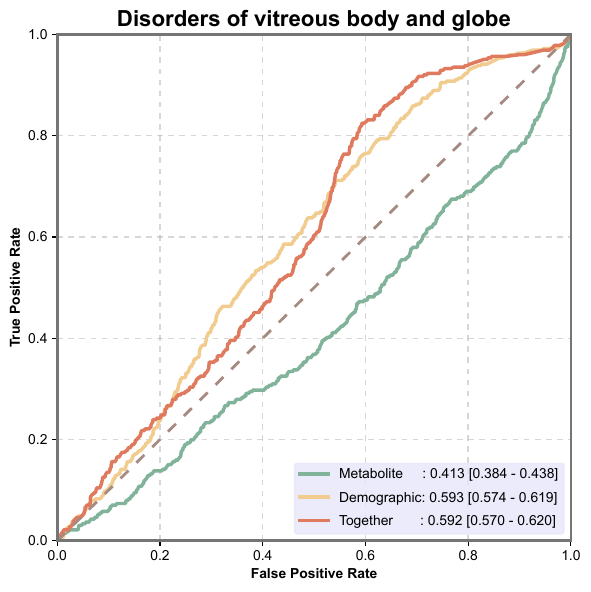 Disorders of vitreous body and globe
True Positive Rate
1.0
0.8
0.6
0.4
0.2
0.0
Metabolite : 0.413 [0.384 - 0.438]
Demographic: 0.593 [0.574 - 0.619]
Together : 0.592 [0.570 - 0.620]
0.0 0.2 0.4 0.6 0.8 1.0
False Positive Rate